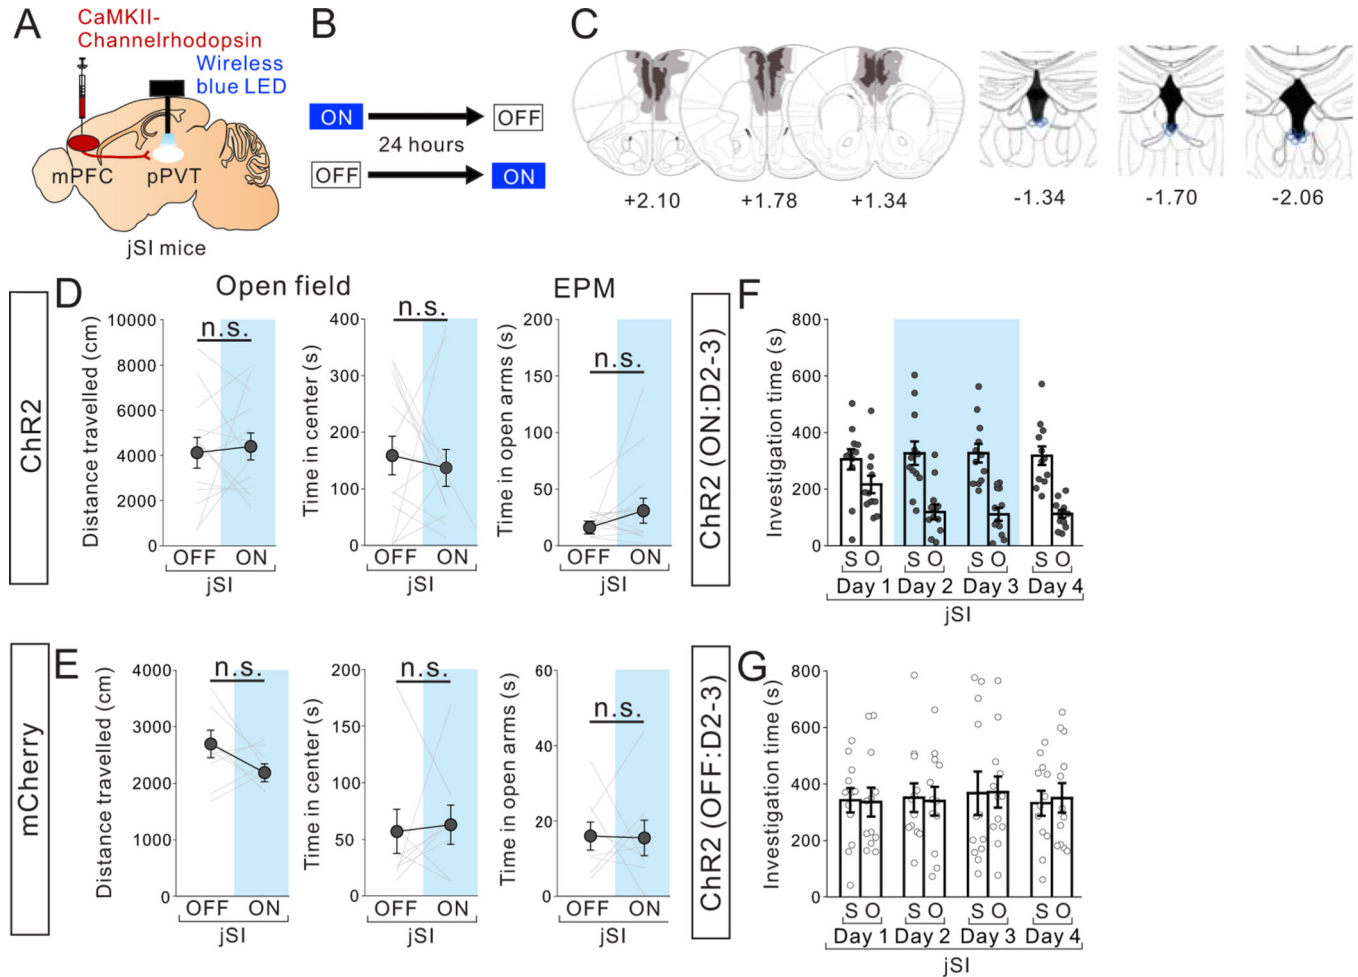 A
CaMKII-
Channelrhodopsin
Wireless
blue LED
mPFC
pPVT
jSI mice
B
ON
OFF
24 hours
OFF
ON
C
+2.10
+1.78
+1.34
-1.34
-1.70
-2.06
ChR2
D
Open field
EPM
n.s.
Distance travelled (cm)
10000
8000
6000
4000
2000
0
OFF ON
jSI
n.s.
Time in center (s)
400
300
200
100
0
OFF ON
jSI
n.s.
Time in open arms (s)
200
150
100
50
0
OFF ON
jSI
ChR2 (ON:D2-3)
F
Investigation time (s)
800
600
400
200
0
S O S O S O S O
Day 1 Day 2 Day 3 Day 4
jSI
mCherry
E
n.s.
Distance travelled (cm)
4000
3000
2000
1000
0
OFF ON
jSI
n.s.
Time in center (s)
200
150
100
50
0
OFF ON
jSI
n.s.
Time in open arms (s)
60
40
20
0
OFF ON
jSI
ChR2 (OFF:D2-3)
G
Investigation time (s)
800
600
400
200
0
S O S O S O S O
Day 1 Day 2 Day 3 Day 4
jSI